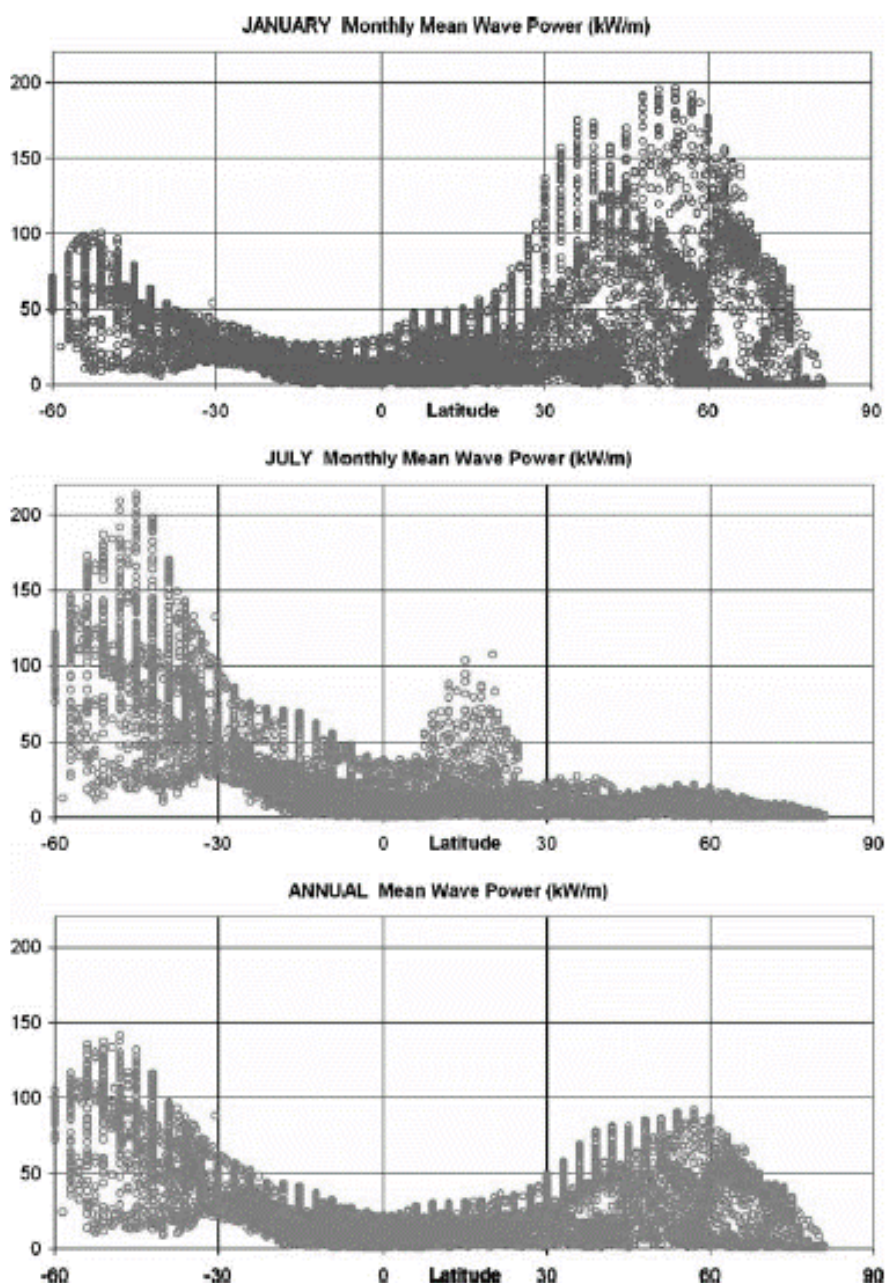 JANUARY Monthly Mean Wave Power (kW/m)
200
150
100
50
0
-60 -30 0 Latitude 30 60 90
JULY Monthly Mean Wave Power (kW/m)
200
150
100
50
0
-60 -30 0 Latitude 30 60 90
ANNUAL Mean Wave Power (kW/m)
200
150
100
50
0
-60 -30 0 Latitude 30 60 90